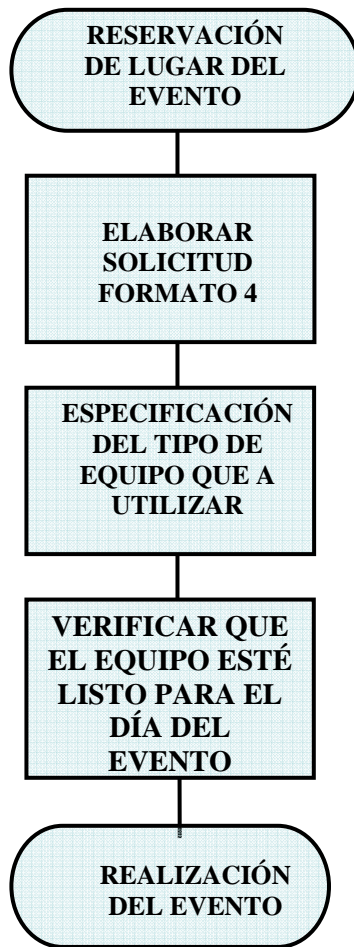 RESERVACIÓN
DE LUGAR DEL
EVENTO
ELABORAR
SOLICITUD
FORMATO 4
ESPECIFICACIÓN
DEL TIPO DE
EQUIPO QUE A
UTILIZAR
VERIFICAR QUE
EL EQUIPO ESTÉ
LISTO PARA EL
DÍA DEL
EVENTO
REALIZACIÓN
DEL EVENTO